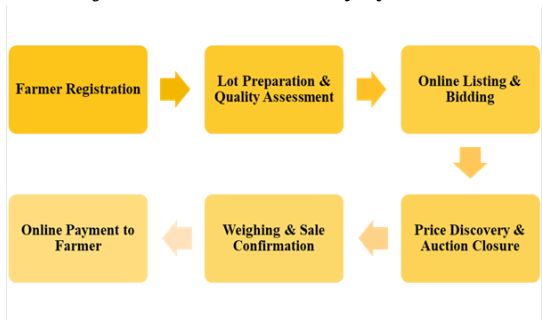 Farmer Registration
Lot Preparation &
Quality Assessment
Online Listing &
Bidding
Price Discovery &
Auction Closure
Weighing & Sale
Confirmation
Online Payment to
Farmer